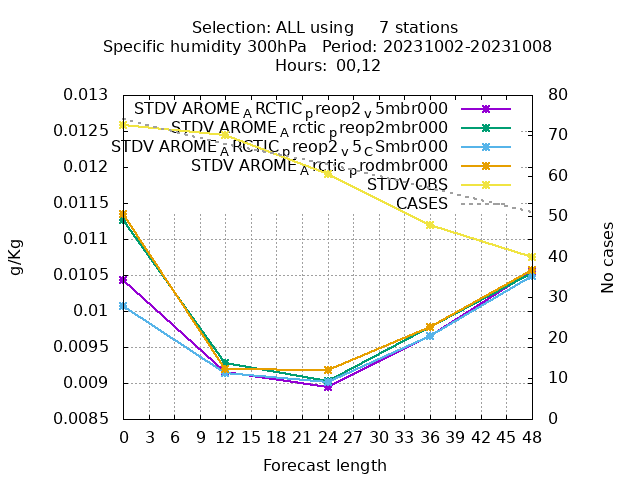 Selection: ALL using     7 stations
Specific humidity 300hPa   Period: 20231002-20231008
Hours: 00,12
STDV AROME_ARCTIC_preop2_v5mbr000
STDV AROME_Arctic_preop2mbr000
STDV AROME_ARCTIC_preop2_v5_CSmbr000
STDV AROME_Arctic_prodmbr000
STDV OBS
CASES
0.013
0.0125
0.012
0.0115
0.011
0.0105
0.01
0.0095
0.009
0.0085
g/Kg
80
70
60
50
40
30
20
10
0
No cases
0 3 6 9 12 15 18 21 24 27 30 33 36 39 42 45 48
Forecast length